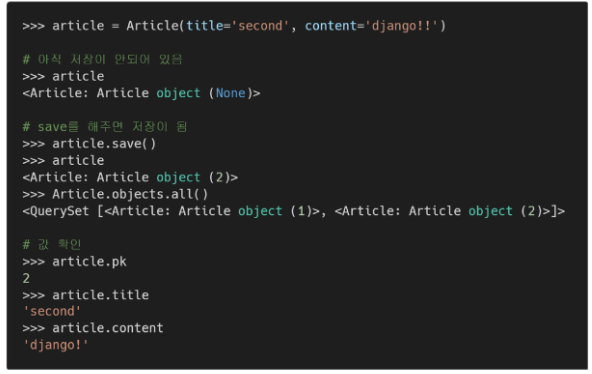 >>> article = Article(title='second', content='django!!')
# 아직 저장이 안되어 있음
>>> article
<Article: Article object (None)>
# save를 해주면 저장이 됨
>>> article.save()
>>> article
<Article: Article object (2)>
>>> Article.objects.all()
<QuerySet [<Article: Article object (1)>, <Article: Article object (2)>]>
# 값 확인
>>> article.pk
2
>>> article.title
'second'
>>> article.content
'django!'